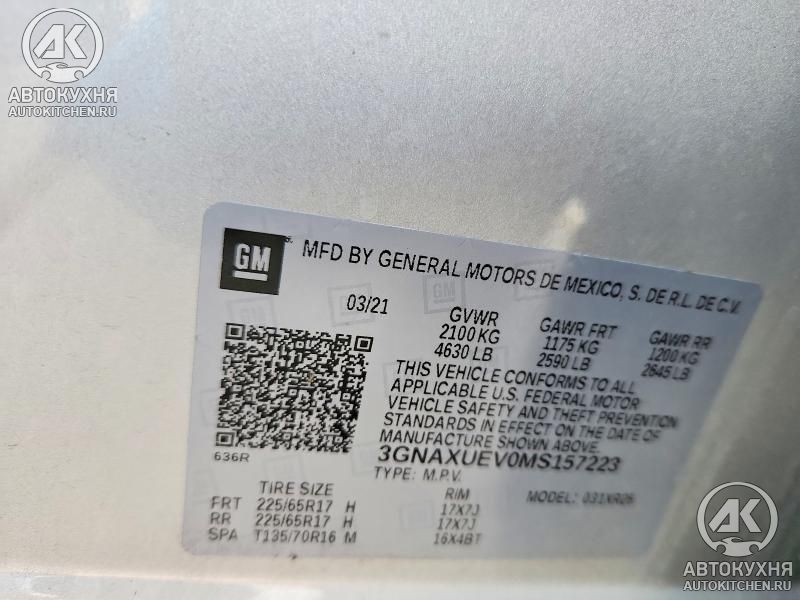 AK
АВТОКУХНЯ
AUTOKITCHEN.RU
GM
MFD BY GENERAL MOTORS DE MEXICO, S. DE R.L. DE C.V.
03/21
GVWR GAWR FRT GAWR RR
2100 KG 1175 KG 1200 KG
4630 LB 2590 LB 2645 LB
THIS VEHICLE CONFORMS TO ALL
APPLICABLE U.S. FEDERAL MOTOR
VEHICLE SAFETY AND THEFT PREVENTION
STANDARDS IN EFFECT ON THE DATE OF
MANUFACTURE SHOWN ABOVE.
636R
3GNAXUEV0MS157223
TYPE: M.P.V. MODEL: 031XR26
TIRE SIZE RIM
FRT 225/65R17 H 17X7J
RR 225/65R17 H 17X7J
SPA T135/70R16 M 16X4BT
AK
АВТОКУХНЯ
AUTOKITCHEN.RU